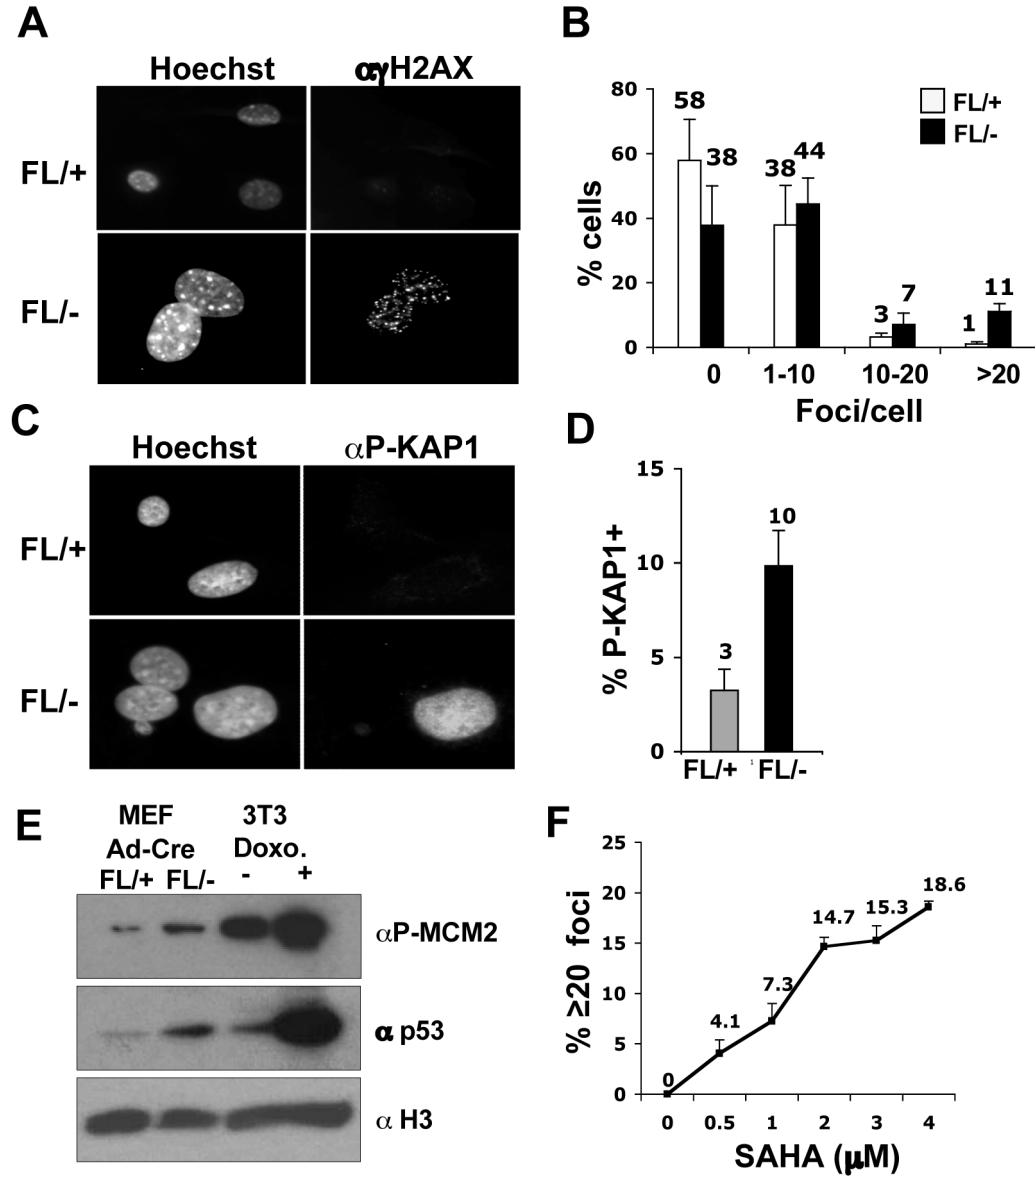 A
Hoechst αγH2AX
FL/+
FL/-
B
80
60
40
20
0
% cells
58
38
38
44
3
7
1
11
FL/+
FL/-
0 1-10 10-20 >20
Foci/cell
C
Hoechst αP-KAP1
FL/+
FL/-
D
15
10
5
0
% P-KAP1+
3
10
FL/+ FL/-
E
MEF 3T3
Ad-Cre Doxo.
FL/+ FL/- - +
αP-MCM2
α p53
α H3
F
25
20
15
10
5
0
% ≥20 foci
0
4.1
7.3
14.7
15.3
18.6
0 0.5 1 2 3 4
SAHA (μM)